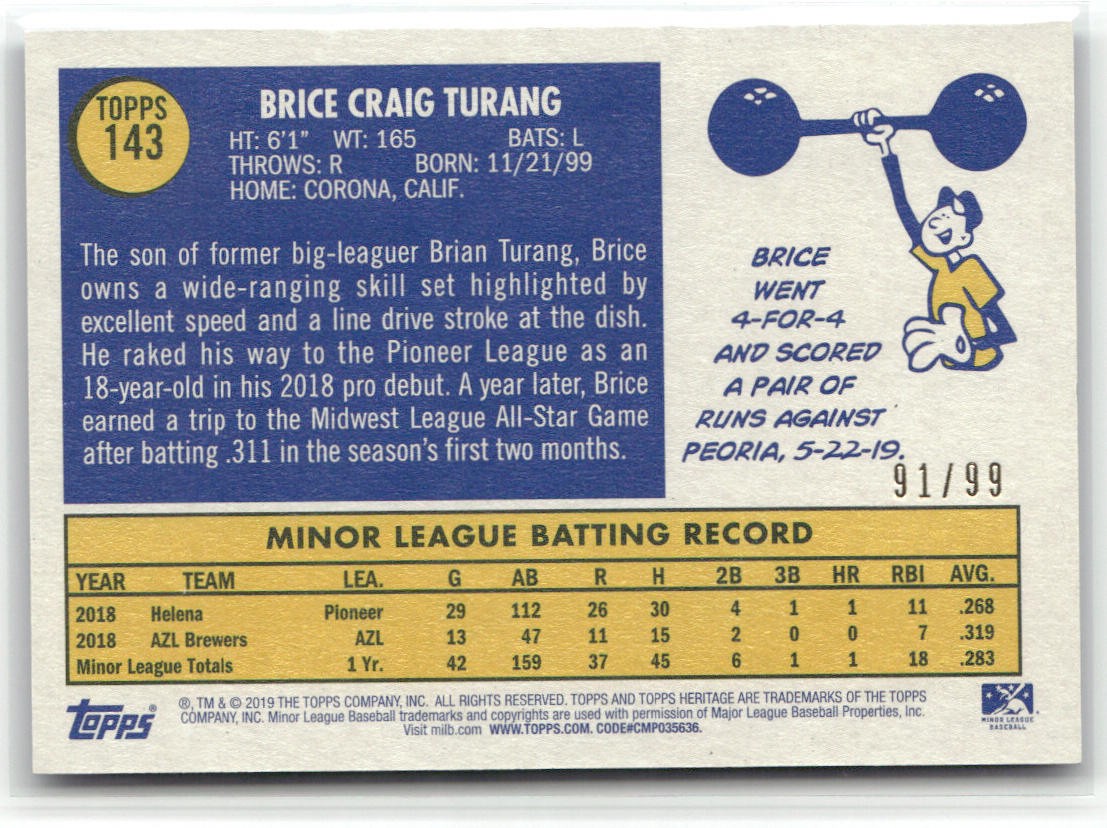 TOPPS
143
BRICE CRAIG TURANG
HT: 6'1" WT: 165 BATS: L
THROWS: R BORN: 11/21/99
HOME: CORONA, CALIF.
The son of former big-leaguer Brian Turang, Brice
owns a wide-ranging skill set highlighted by
excellent speed and a line drive stroke at the dish.
He raked his way to the Pioneer League as an
18-year-old in his 2018 pro debut. A year later, Brice
earned a trip to the Midwest League All-Star Game
after batting .311 in the season's first two months.
BRICE
WENT
4-FOR-4
AND SCORED
A PAIR OF
RUNS AGAINST
PEORIA, 5-22-19.
91/99
MINOR LEAGUE BATTING RECORD
YEAR TEAM LEA. G AB R H 2B 3B HR RBI AVG.
2018 Helena Pioneer 29 112 26 30 4 1 1 11 .268
2018 AZL Brewers AZL 13 47 11 15 2 0 0 7 .319
Minor League Totals 1 Yr. 42 159 37 45 6 1 1 18 .283
topps®
®, TM & © 2019 THE TOPPS COMPANY, INC. ALL RIGHTS RESERVED. TOPPS AND TOPPS HERITAGE ARE TRADEMARKS OF THE TOPPS
COMPANY, INC. Minor League Baseball trademarks and copyrights are used with permission of Major League Baseball Properties, Inc.
Visit milb.com WWW.TOPPS.COM. CODE#CMP035636.
MINOR LEAGUE
BASEBALL